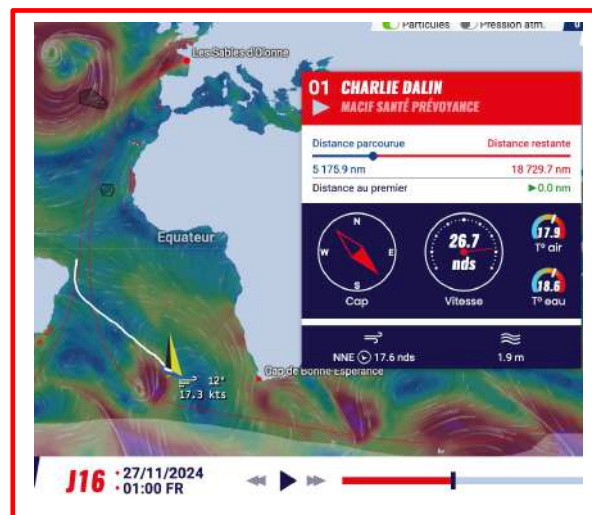 Particules Pression atm. 0
Les Sables d'Olonne
01 CHARLIE DALIN
MACIF SANTÉ PRÉVOYANCE
Distance parcourue Distance restante
5 175.9 nm 18 729.7 nm
Distance au premier ►0.0 nm
Equateur
N
W E
S
Cap
26.7
nds
Vitesse
17.9
T° air
18.6
T° eau
NNE 17.6 nds 1.9 m
Cap de Bonne-Espérance
12°
17.3 kts
J16 27/11/2024
01:00 FR